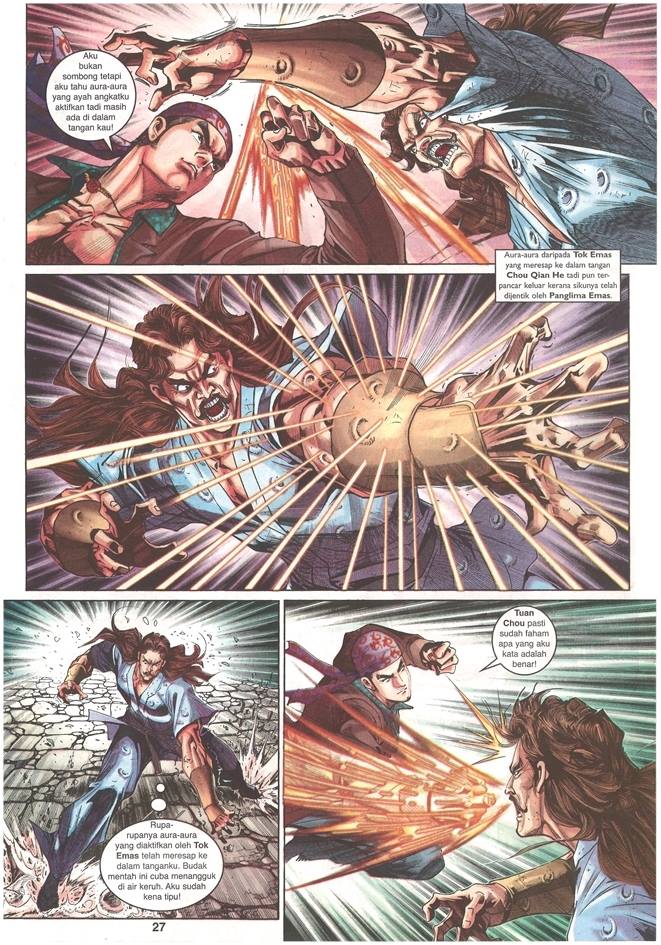 Aku
bukan
sombong tetapi
aku tahu aura-aura
yang ayah angkatku
aktifkan tadi masih
ada di dalam
tangan kau!
Aura-aura daripada Tok Emas
yang meresap ke dalam tangan
Chou Qian He tadi pun ter-
pancar keluar kerana sikunya telah
dijentik oleh Panglima Emas.
Rupa-
rupanya aura-aura
yang diaktifkan oleh Tok
Emas telah meresap ke
dalam tanganku. Budak
mentah ini cuba menangguk
di air keruh. Aku sudah
kena tipu!
Tuan
Chou pasti
sudah faham
apa yang aku
kata adalah
benar!
27